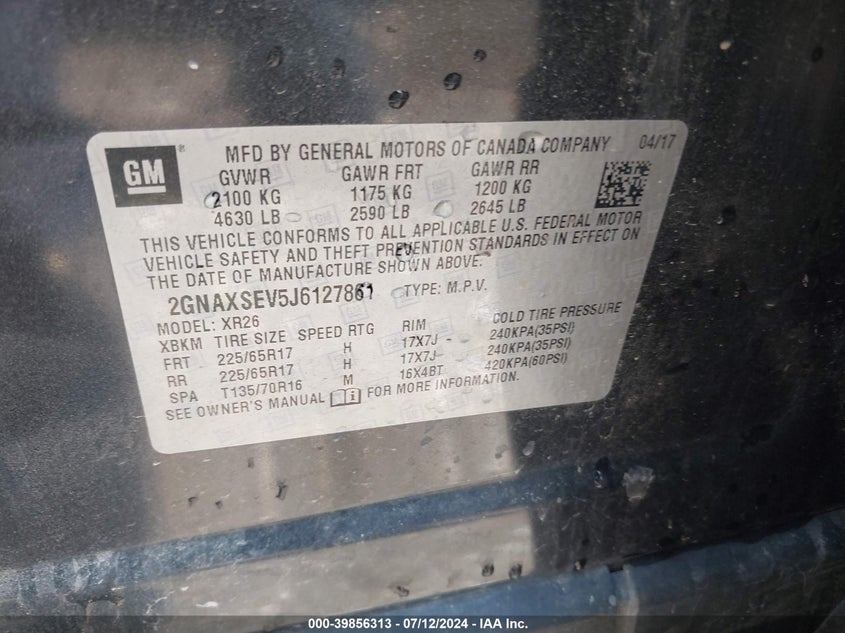 GM
MFD BY GENERAL MOTORS OF CANADA COMPANY 04/17
GVWR GAWR FRT GAWR RR
2100 KG 1175 KG 1200 KG
4630 LB 2590 LB 2645 LB
THIS VEHICLE CONFORMS TO ALL APPLICABLE U.S. FEDERAL MOTOR
VEHICLE SAFETY AND THEFT PREVENTION STANDARDS IN EFFECT ON
THE DATE OF MANUFACTURE SHOWN ABOVE.
2GNAXSEV5J6127861 TYPE: M.P.V.
MODEL: XR26
XBKM TIRE SIZE SPEED RTG RIM COLD TIRE PRESSURE
FRT 225/65R17 H 17X7J 240KPA(35PSI)
RR 225/65R17 H 17X7J 240KPA(35PSI)
SPA T135/70R16 M 16X4BT 420KPA(60PSI)
SEE OWNER'S MANUAL FOR MORE INFORMATION.
000-39856313 - 07/12/2024 - IAA Inc.